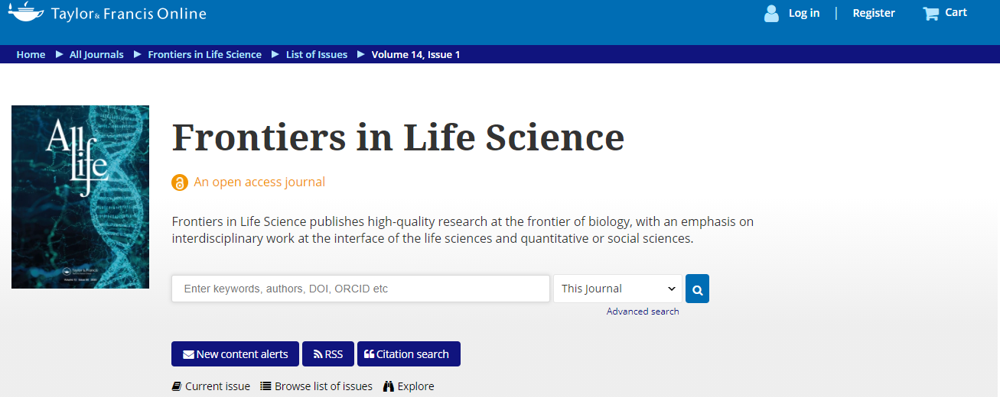 Taylor & Francis Online
Log in | Register Cart
Home ▶ All Journals ▶ Frontiers in Life Science ▶ List of Issues ▶ Volume 14, Issue 1
All
Life
Taylor & Francis
Frontiers in Life Science
An open access journal
Frontiers in Life Science publishes high-quality research at the frontier of biology, with an emphasis on
interdisciplinary work at the interface of the life sciences and quantitative or social sciences.
Enter keywords, authors, DOI, ORCID etc
This Journal
Advanced search
New content alerts RSS Citation search
Current issue Browse list of issues Explore